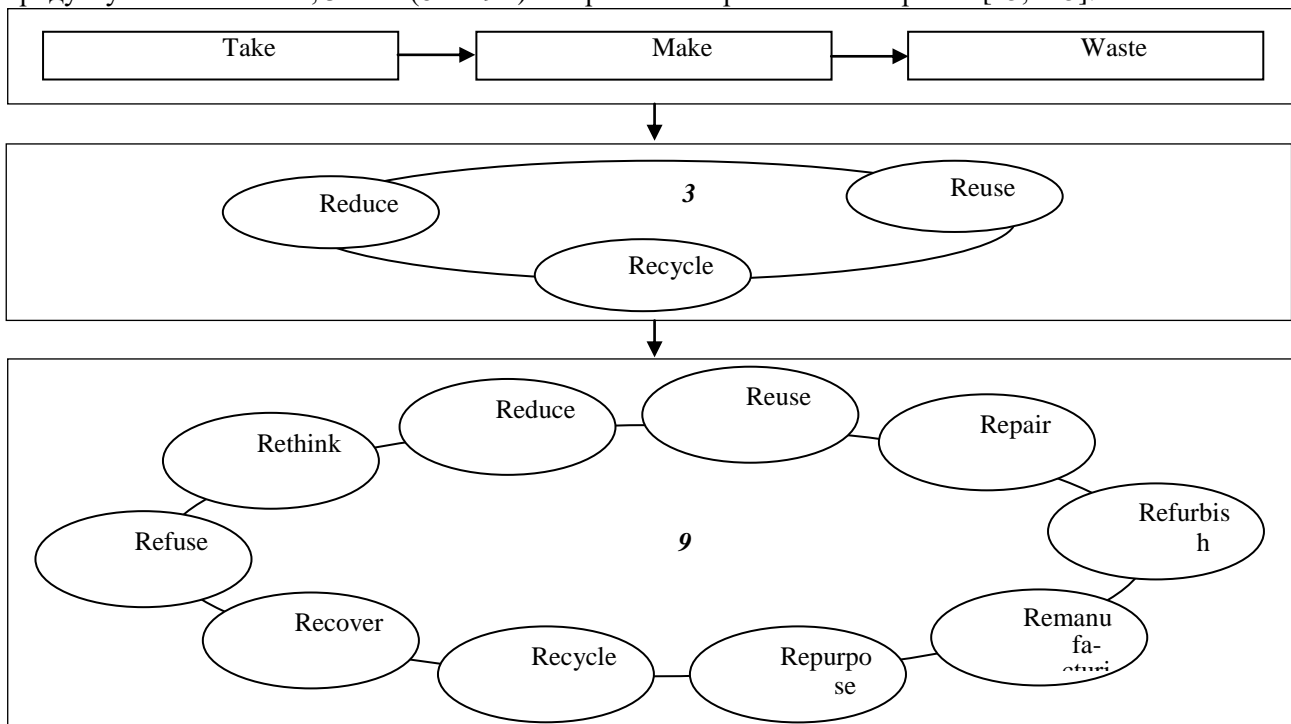 Take
Make
Waste
Reduce
3
Reuse
Recycle
Reduce
Reuse
Rethink
Repair
Refuse
9
Refurbis
h
Recover
Recycle
Repurpo
se
Remanu
fa-